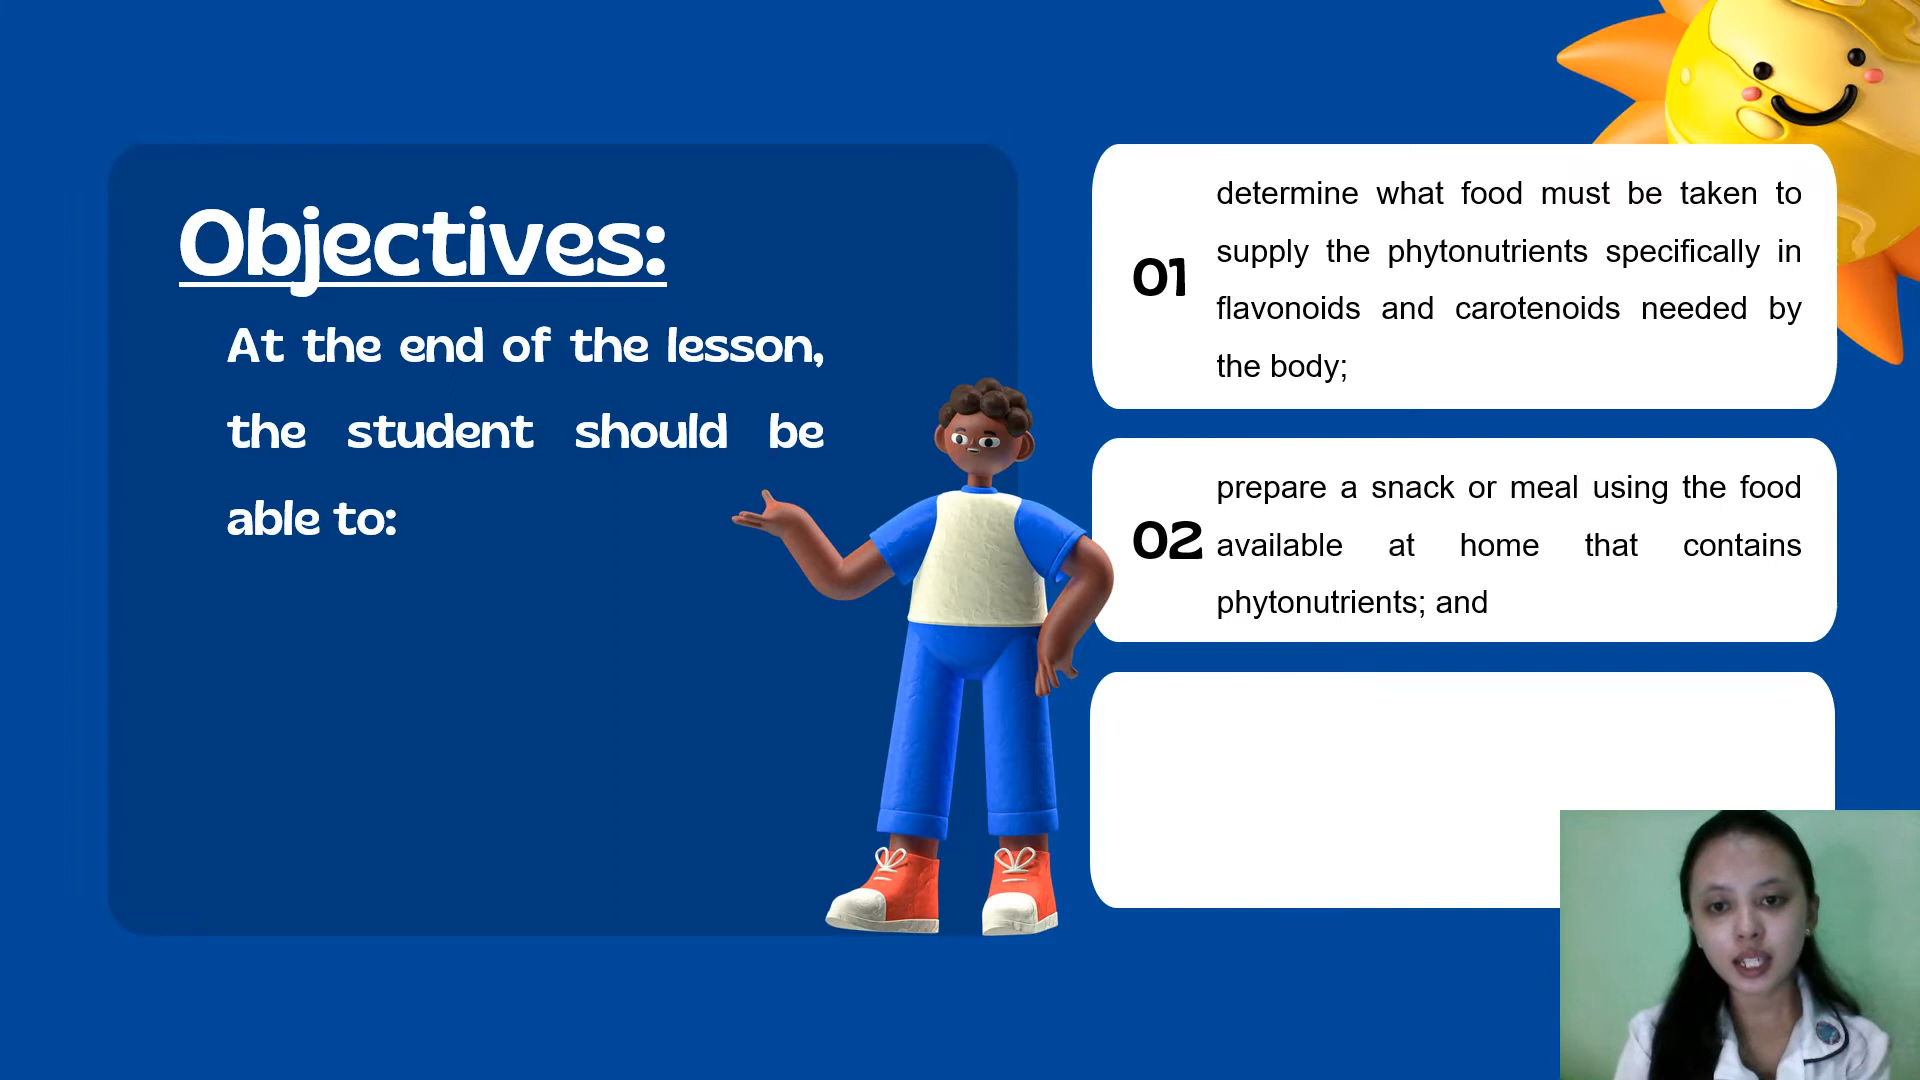 Objectives:
At the end of the lesson,
the student should be
able to:
01
determine what food must be taken to
supply the phytonutrients specifically in
flavonoids and carotenoids needed by
the body;
02
prepare a snack or meal using the food
available at home that contains
phytonutrients; and